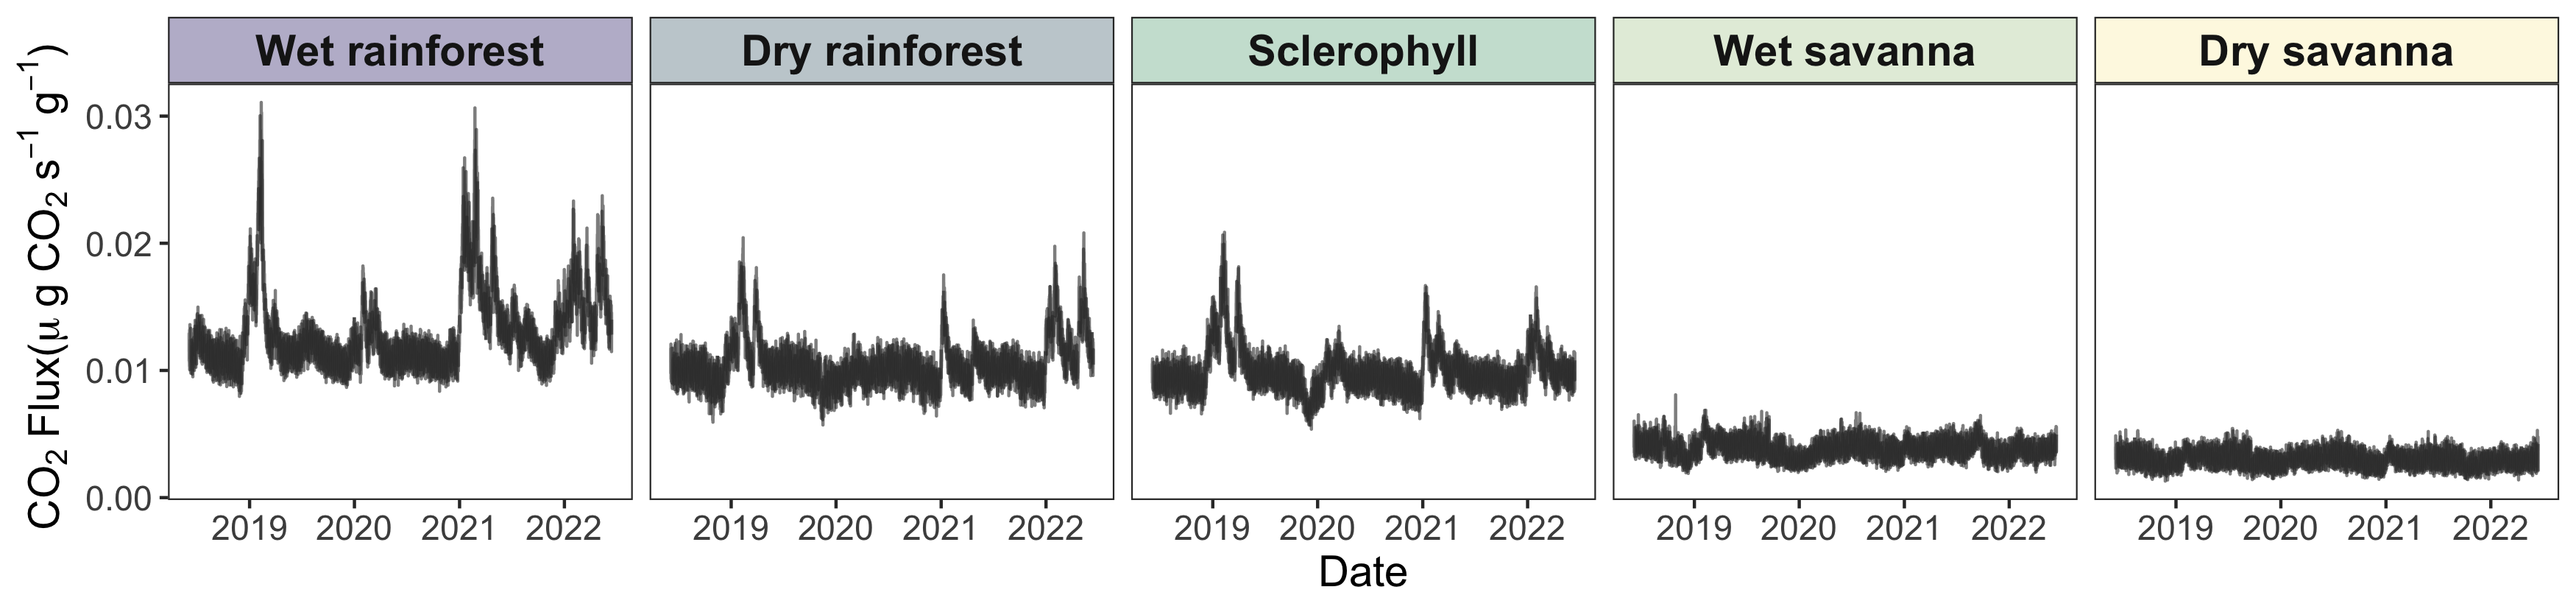 Wet rainforest Dry rainforest Sclerophyll Wet savanna Dry savanna
CO₂ Flux(μ g CO₂ s⁻¹ g⁻¹)
0.03
0.02
0.01
0.00
2019 2020 2021 2022 2019 2020 2021 2022 2019 2020 2021 2022 2019 2020 2021 2022 2019 2020 2021 2022
Date